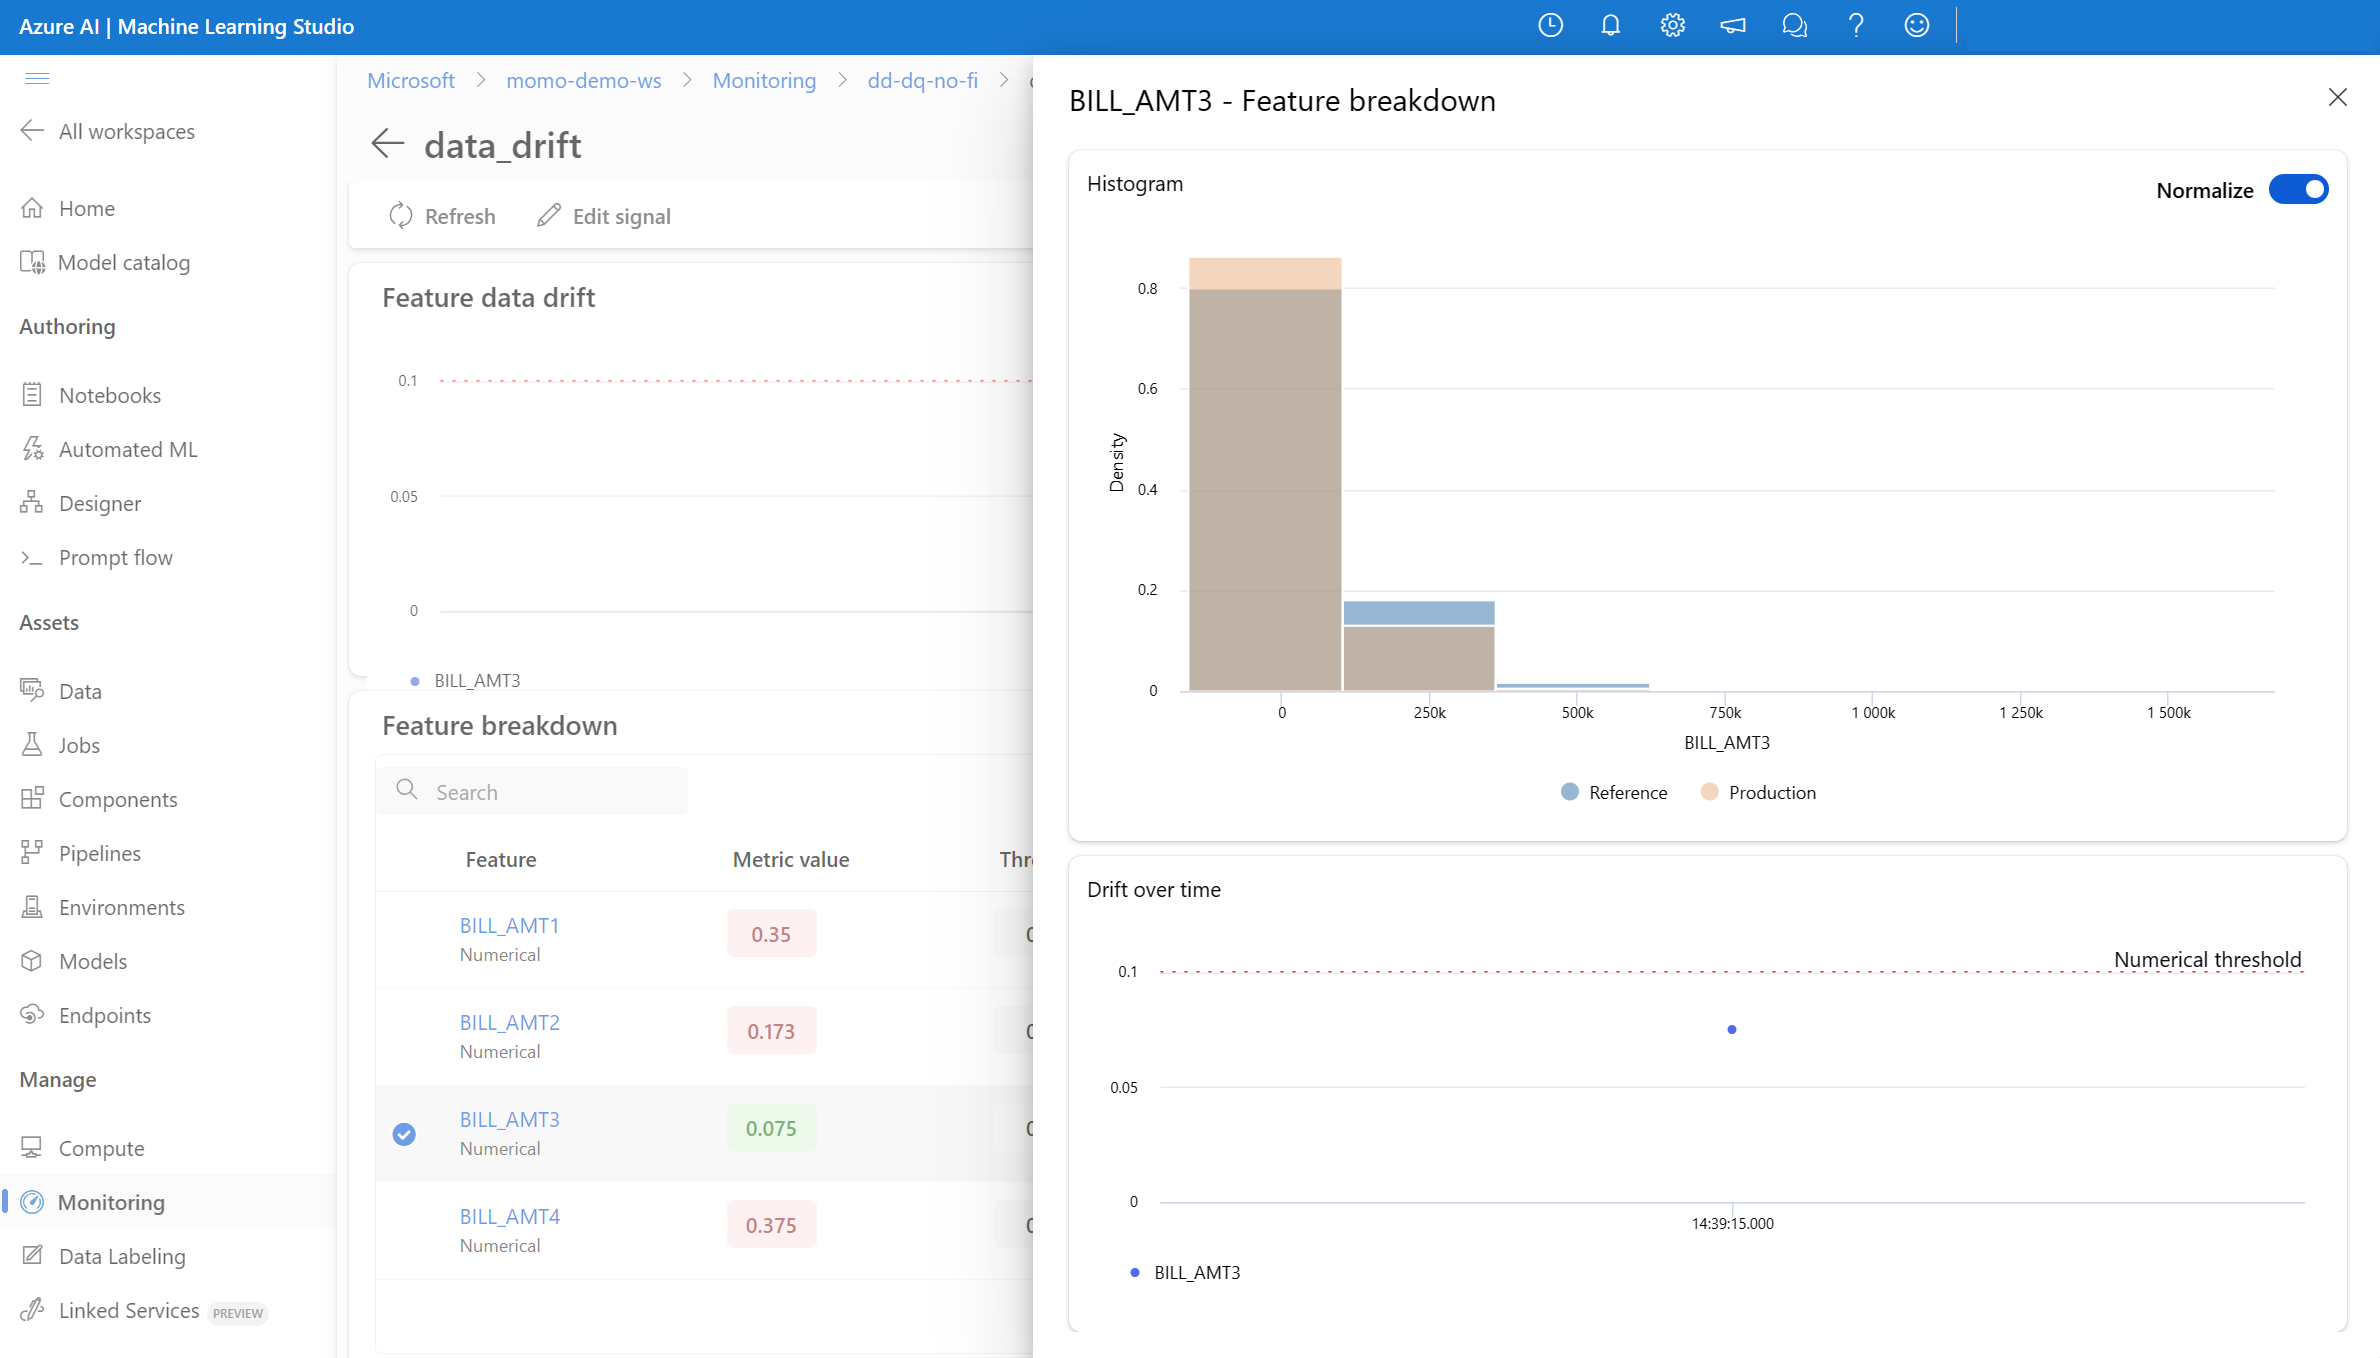 Azure AI | Machine Learning Studio
All workspaces
Home
Model catalog
Authoring
Notebooks
Automated ML
Designer
Prompt flow
Assets
Data
Jobs
Components
Pipelines
Environments
Models
Endpoints
Manage
Compute
Monitoring
Data Labeling
Linked Services PREVIEW
Microsoft > momo-demo-ws > Monitoring > dd-dq-no-fi >
data_drift
Refresh Edit signal
Feature data drift
0.1
0.05
0
BILL_AMT3
Feature breakdown
Search
Feature Metric value
BILL_AMT1
Numerical
0.35
BILL_AMT2
Numerical
0.173
BILL_AMT3
Numerical
0.075
BILL_AMT4
Numerical
0.375
BILL_AMT3 - Feature breakdown
Histogram
Normalize
0.8
0.6
0.4
0.2
0
Density
0 250k 500k 750k 1 000k 1 250k 1 500k
BILL_AMT3
Reference Production
Drift over time
Numerical threshold
0.1
0.05
0
14:39:15.000
BILL_AMT3